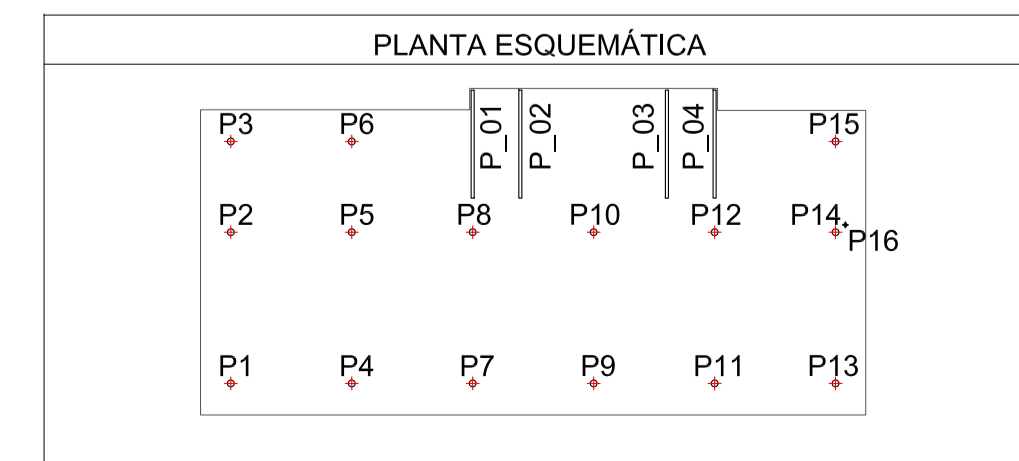 PLANTA ESQUEMÁTICA
P3 P6 P_01 P_02 P_03 P_04 P15
P2 P5 P8 P10 P12 P14 P16
P1 P4 P7 P9 P11 P13